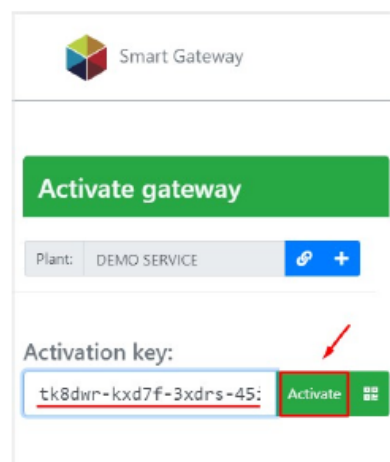 Smart Gateway
Activate gateway
Plant: DEMO SERVICE
Activation key:
tk8dwr-kxd7f-3xdrs-45 Activate